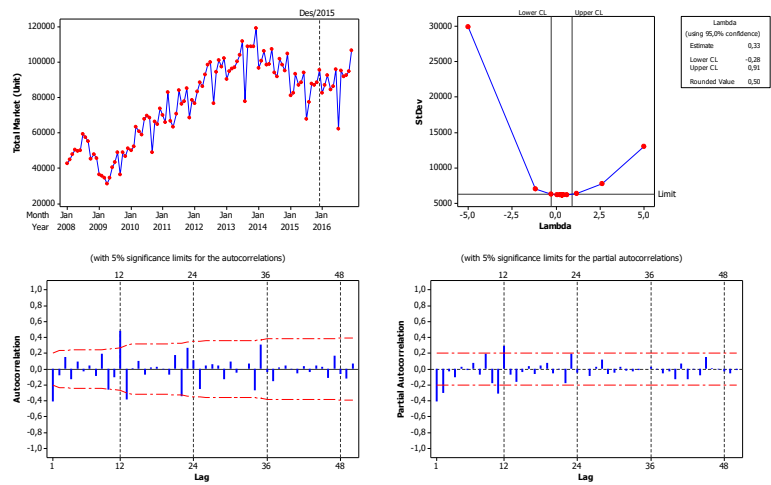 Des/2015
Total Market (Unit)
120000
100000
80000
60000
40000
20000
Month Jan Jan Jan Jan Jan Jan Jan Jan Jan
Year 2008 2009 2010 2011 2012 2013 2014 2015 2016
Lower CL Upper CL
StDev
30000
25000
20000
15000
10000
5000
Limit
-5,0 -2,5 0,0 2,5 5,0
Lambda
Lambda
(using 95,0% confidence)
Estimate 0,33
Lower CL -0,28
Upper CL 0,91
Rounded Value 0,50
(with 5% significance limits for the autocorrelations)
12 24 36 48
Autocorrelation
1,0
0,8
0,6
0,4
0,2
0,0
-0,2
-0,4
-0,6
-0,8
-1,0
1 12 24 36 48
Lag
(with 5% significance limits for the partial autocorrelations)
12 24 36 48
Partial Autocorrelation
1,0
0,8
0,6
0,4
0,2
0,0
-0,2
-0,4
-0,6
-0,8
-1,0
1 12 24 36 48
Lag